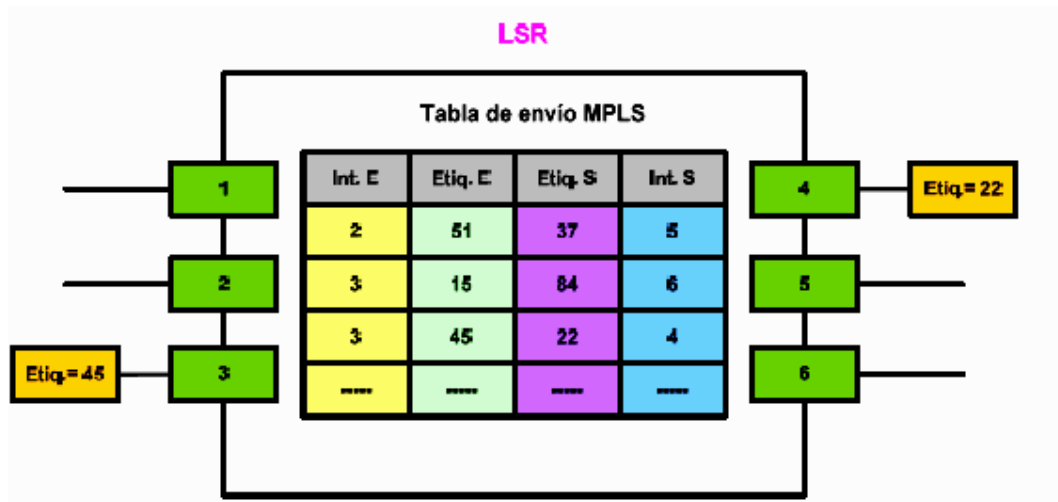 LSR
Tabla de envío MPLS
Int. E Etiq. E Etiq. S Int. S
2 51 37 5
3 15 84 6
3 45 22 4
----- ----- ----- -----
1
2
3
4
5
6
Etiq.= 22
Etiq.= 45